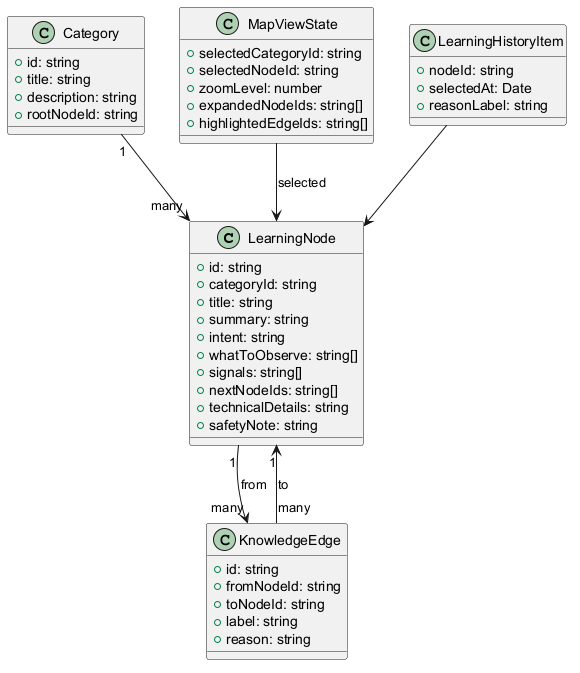 C Category
+ id: string
+ title: string
+ description: string
+ rootNodeId: string
C MapViewState
+ selectedCategoryId: string
+ selectedNodeId: string
+ zoomLevel: number
+ expandedNodeIds: string[]
+ highlightedEdgeIds: string[]
C LearningHistoryItem
+ nodeId: string
+ selectedAt: Date
+ reasonLabel: string
1
many
selected
C LearningNode
+ id: string
+ categoryId: string
+ title: string
+ summary: string
+ intent: string
+ whatToObserve: string[]
+ signals: string[]
+ nextNodeIds: string[]
+ technicalDetails: string
+ safetyNote: string
1
from
many
1
to
many
C KnowledgeEdge
+ id: string
+ fromNodeId: string
+ toNodeId: string
+ label: string
+ reason: string